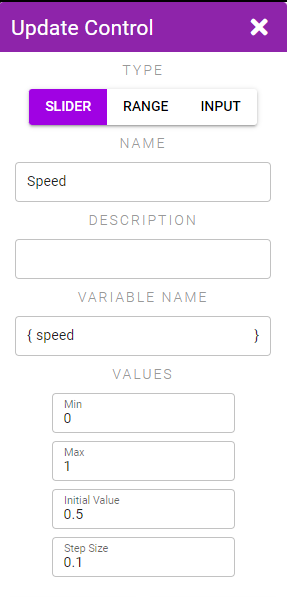 Update Control
TYPE
SLIDER RANGE INPUT
NAME
Speed
DESCRIPTION
VARIABLE NAME
{ speed }
VALUES
Min
0
Max
1
Initial Value
0.5
Step Size
0.1